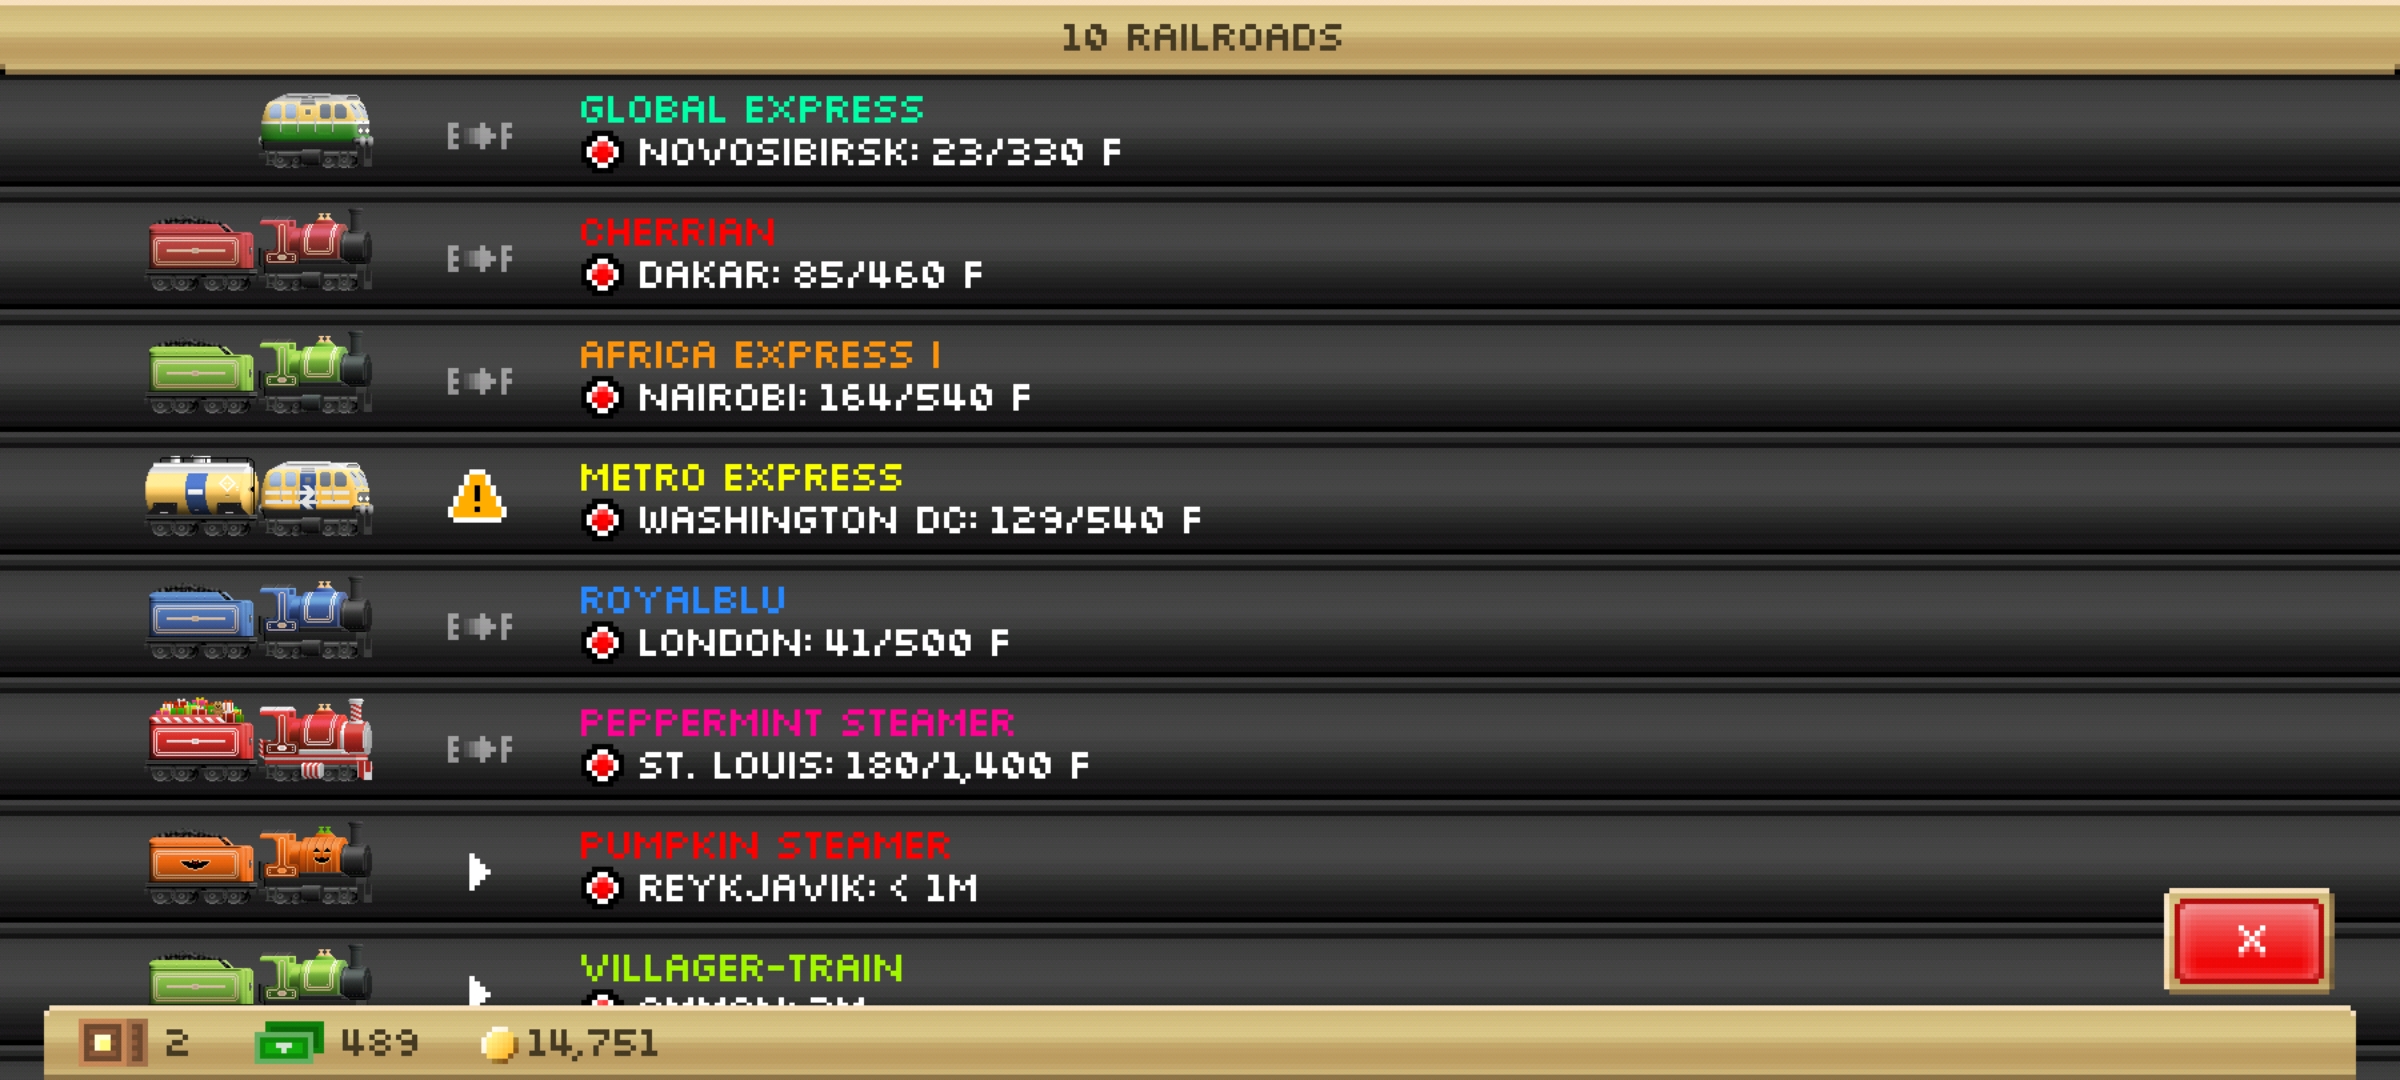 10 RAILROADS
GLOBAL EXPRESS
E F
NOVOSIBIRSK: 23/330 F
CHERRIAN
E F
DAKAR: 85/460 F
AFRICA EXPRESS I
E F
NAIROBI: 164/540 F
METRO EXPRESS
!
WASHINGTON DC: 129/540 F
ROYALBLU
E F
LONDON: 41/500 F
PEPPERMINT STEAMER
E F
ST. LOUIS: 180/1,400 F
PUMPKIN STEAMER
REYKJAVIK: < 1M
X
VILLAGER-TRAIN
2 489 14,751